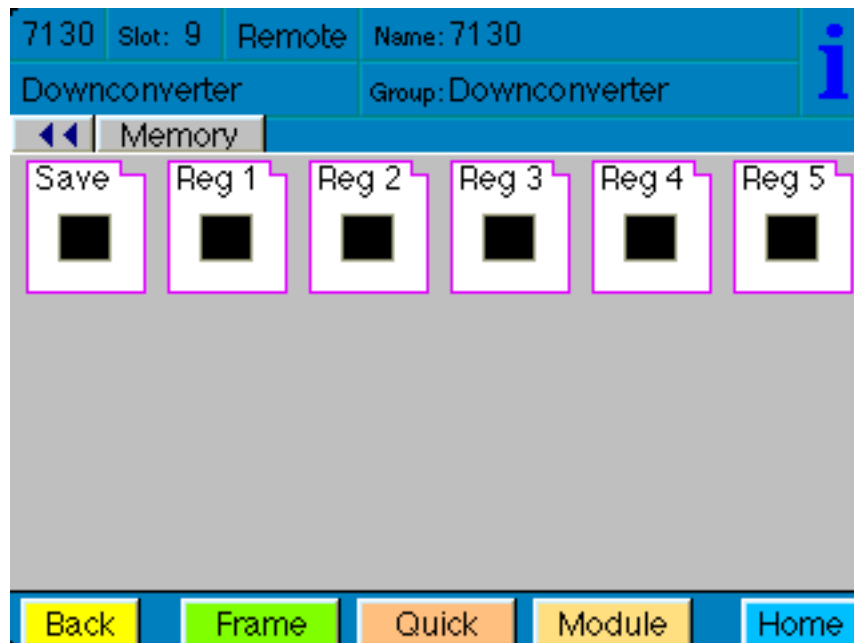 7130 Slot: 9 Remote Name: 7130
Downconverter Group: Downconverter
Memory
Save Reg 1 Reg 2 Reg 3 Reg 4 Reg 5
Back Frame Quick Module Home